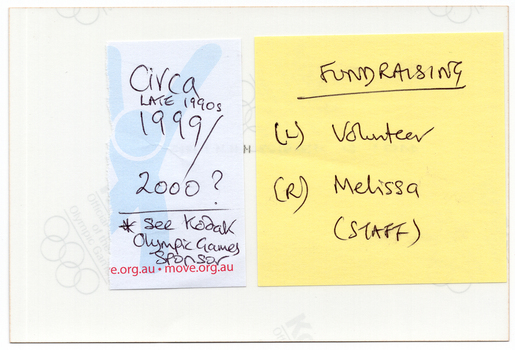 Circa
LATE 1990s
1999/
2000?
* see Kodak
Olympic Games
Sponsor
e.org.au • move.org.au
FUNDRAISING
(L) Volunteer
(R) Melissa
(STAFF)